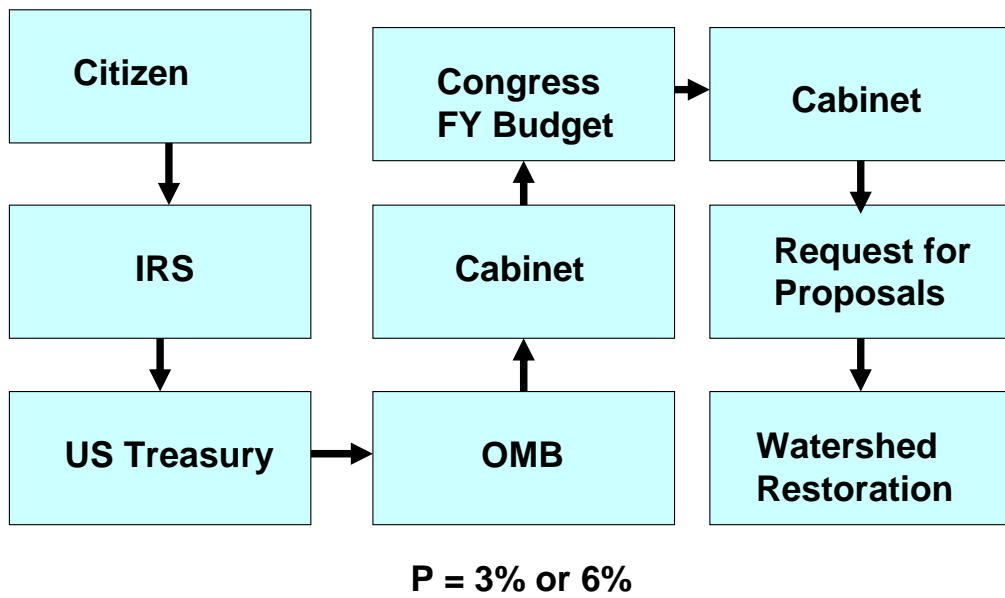 Citizen
IRS
US Treasury
OMB
Cabinet
Congress
FY Budget
Cabinet
Request for
Proposals
Watershed
Restoration
P = 3% or 6%